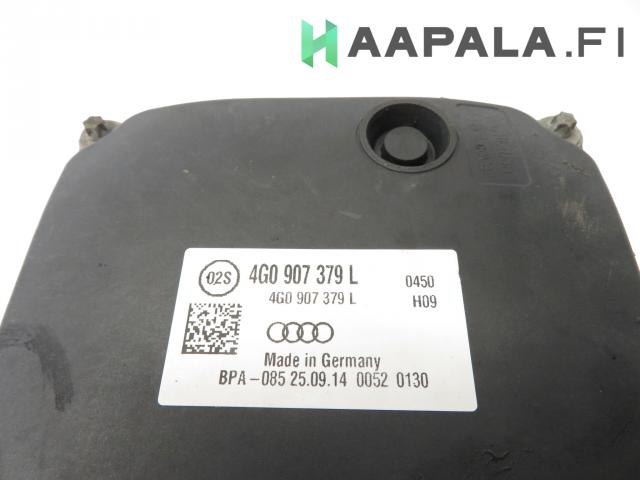 HAAPALA.FI
02S
4G0 907 379 L
0450
4G0 907 379 L
H09
Made in Germany
BPA-085 25.09.14 0052 0130